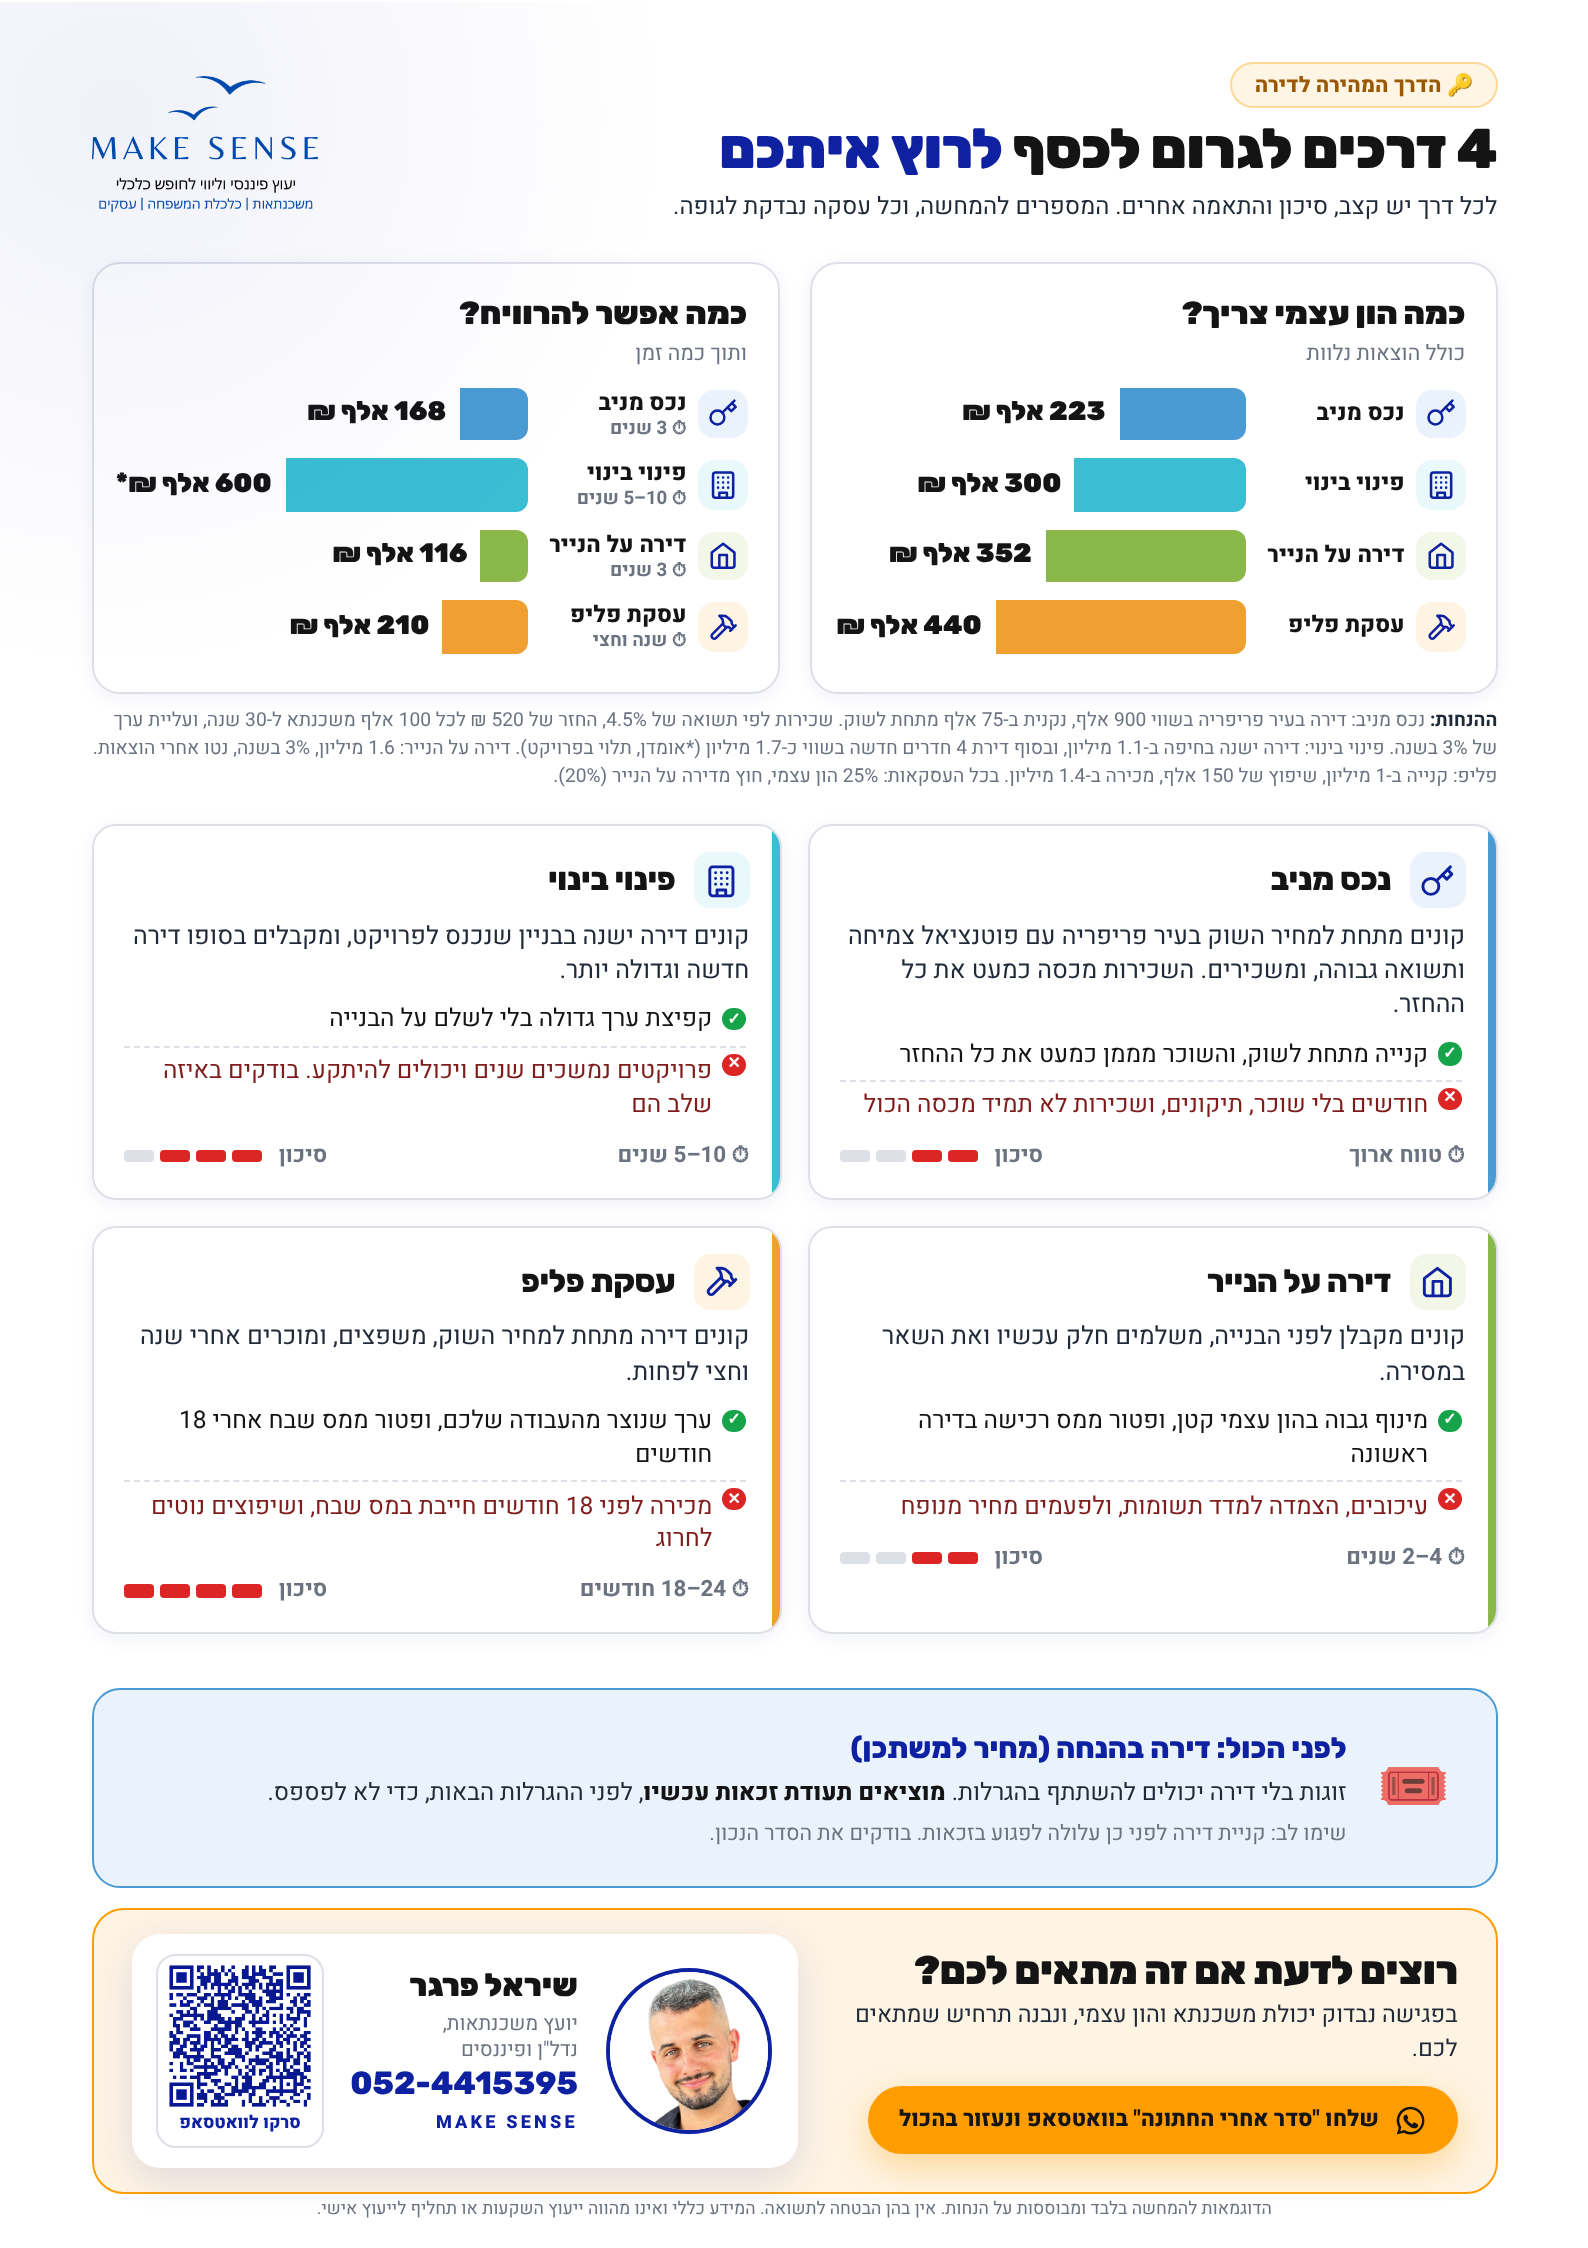 🔑 הדרך המהירה לדירה
4 דרכים לגרום לכסף לרוץ איתכם
לכל דרך יש קצב, סיכון והתאמה אחרים. המספרים להמחשה, וכל עסקה נבדקת לגופה.
MAKE SENSE
יעוץ פיננסי וליווי לחופש כלכלי
משכנתאות | כלכלת המשפחה | עסקים
כמה הון עצמי צריך?
כולל הוצאות נלוות
נכס מניב
223 אלף ₪
פינוי בינוי
300 אלף ₪
דירה על הנייר
352 אלף ₪
עסקת פליפ
440 אלף ₪
כמה אפשר להרוויח?
ותוך כמה זמן
נכס מניב
⏱ 3 שנים
168 אלף ₪
פינוי בינוי
⏱ 5–10 שנים
600 אלף ₪*
דירה על הנייר
⏱ 3 שנים
116 אלף ₪
עסקת פליפ
⏱ שנה וחצי
210 אלף ₪
ההנחות: נכס מניב: דירה בעיר פריפריה בשווי 900 אלף, נקנית ב-75 אלף מתחת לשוק. שכירות לפי תשואה של 4.5%, החזר של 520 ₪ לכל 100 אלף משכנתא ל-30 שנה, ועליית ערך
של 3% בשנה. פינוי בינוי: דירה ישנה בחיפה ב-1.1 מיליון, ובסוף דירת 4 חדרים חדשה בשווי כ-1.7 מיליון (*אומדן, תלוי בפרויקט). דירה על הנייר: 1.6 מיליון, 3% בשנה, נטו אחרי הוצאות.
פליפ: קנייה ב-1 מיליון, שיפוץ של 150 אלף, מכירה ב-1.4 מיליון. בכל העסקאות: 25% הון עצמי, חוץ מדירה על הנייר (20%).
נכס מניב
קונים מתחת למחיר השוק בעיר פריפריה עם פוטנציאל צמיחה
ותשואה גבוהה, ומשכירים. השכירות מכסה כמעט את כל
ההחזר.
קנייה מתחת לשוק, והשוכר מממן כמעט את כל ההחזר
חודשים בלי שוכר, תיקונים, ושכירות לא תמיד מכסה הכול
⏱ טווח ארוך
סיכון
פינוי בינוי
קונים דירה ישנה בבניין שנכנס לפרויקט, ומקבלים בסופו דירה
חדשה וגדולה יותר.
קפיצת ערך גדולה בלי לשלם על הבנייה
פרויקטים נמשכים שנים ויכולים להיתקע. בודקים באיזה
שלב הם
⏱ 5–10 שנים
סיכון
דירה על הנייר
קונים מקבלן לפני הבנייה, משלמים חלק עכשיו ואת השאר
במסירה.
מינוף גבוה בהון עצמי קטן, ופטור ממס רכישה בדירה
ראשונה
עיכובים, הצמדה למדד תשומות, ולפעמים מחיר מנופח
⏱ 2–4 שנים
סיכון
עסקת פליפ
קונים דירה מתחת למחיר השוק, משפצים, ומוכרים אחרי שנה
וחצי לפחות.
ערך שנוצר מהעבודה שלכם, ופטור ממס שבח אחרי 18
חודשים
מכירה לפני 18 חודשים חייבת במס שבח, ושיפוצים נוטים
לחרוג
⏱ 18–24 חודשים
סיכון
לפני הכול: דירה בהנחה (מחיר למשתכן)
זוגות בלי דירה יכולים להשתתף בהגרלות. מוציאים תעודת זכאות עכשיו, לפני ההגרלות הבאות, כדי לא לפספס.
שימו לב: קניית דירה לפני כן עלולה לפגוע בזכאות. בודקים את הסדר הנכון.
רוצים לדעת אם זה מתאים לכם?
בפגישה נבדוק יכולת משכנתא והון עצמי, ונבנה תרחיש שמתאים
לכם.
שלחו "סדר אחרי החתונה" בוואטסאפ ונעזור בהכול
שיראל פרגר
יועץ משכנתאות,
נדל"ן ופיננסים
052-4415395
MAKE SENSE
סרקו לוואטסאפ
הדוגמאות להמחשה בלבד ומבוססות על הנחות. אין בהן הבטחה לתשואה. המידע כללי ואינו מהווה ייעוץ השקעות או תחליף לייעוץ אישי.